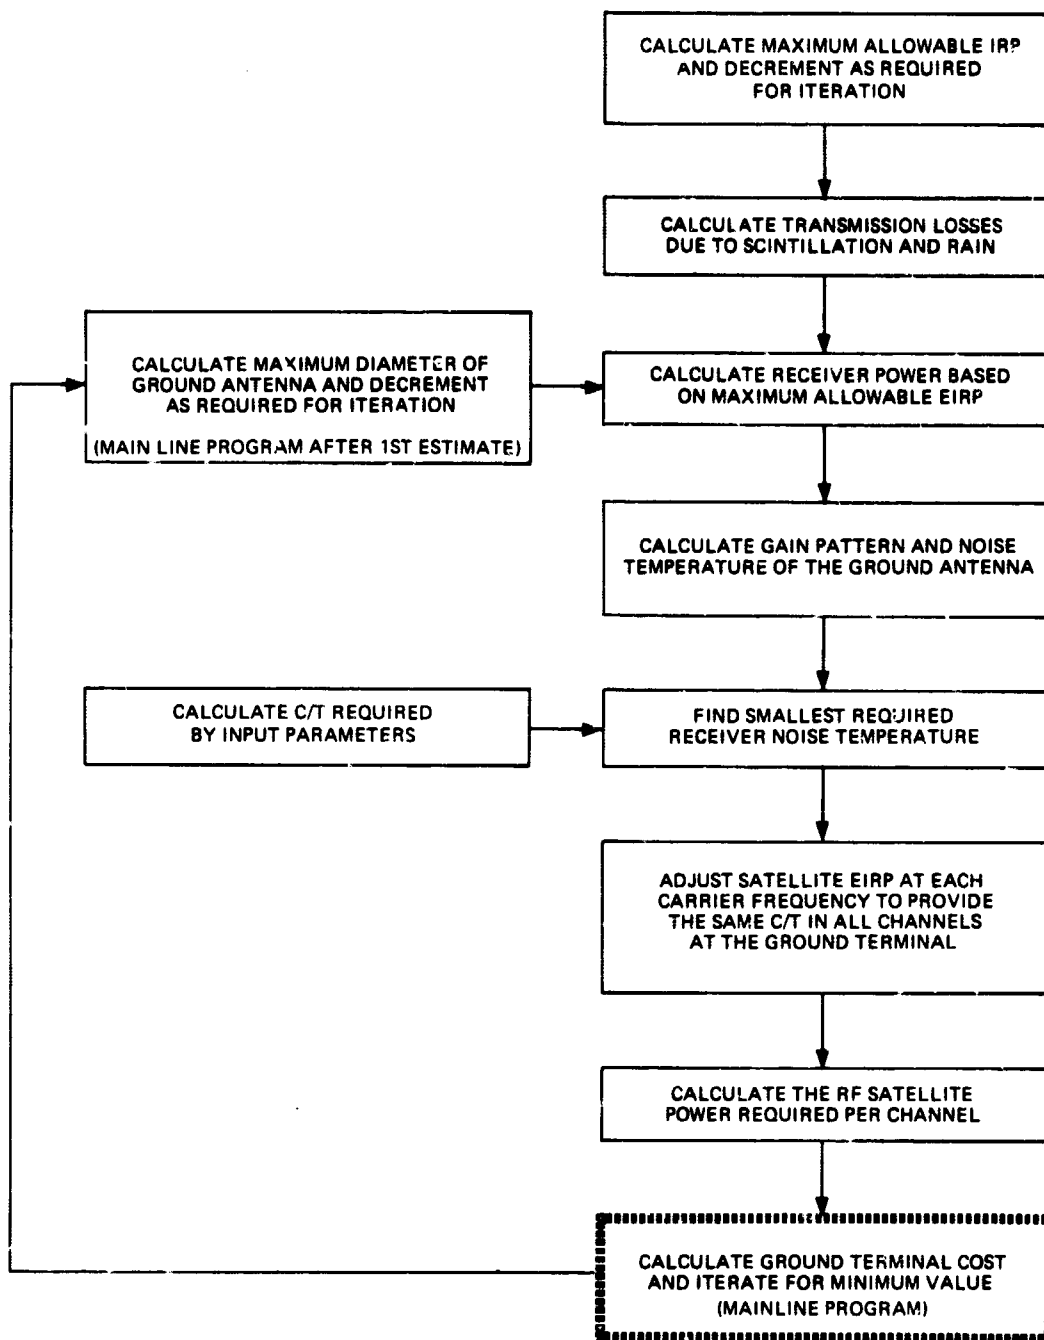 CALCULATE MAXIMUM ALLOWABLE IRP
AND DECREMENT AS REQUIRED
FOR ITERATION
CALCULATE TRANSMISSION LOSSES
DUE TO SCINTILLATION AND RAIN
CALCULATE MAXIMUM DIAMETER OF
GROUND ANTENNA AND DECREMENT
AS REQUIRED FOR ITERATION
(MAIN LINE PROGRAM AFTER 1ST ESTIMATE)
CALCULATE RECEIVER POWER BASED
ON MAXIMUM ALLOWABLE EIRP
CALCULATE GAIN PATTERN AND NOISE
TEMPERATURE OF THE GROUND ANTENNA
CALCULATE C/T REQUIRED
BY INPUT PARAMETERS
FIND SMALLEST REQUIRED
RECEIVER NOISE TEMPERATURE
ADJUST SATELLITE EIRP AT EACH
CARRIER FREQUENCY TO PROVIDE
THE SAME C/T IN ALL CHANNELS
AT THE GROUND TERMINAL
CALCULATE THE RF SATELLITE
POWER REQUIRED PER CHANNEL
CALCULATE GROUND TERMINAL COST
AND ITERATE FOR MINIMUM VALUE
(MAINLINE PROGRAM)